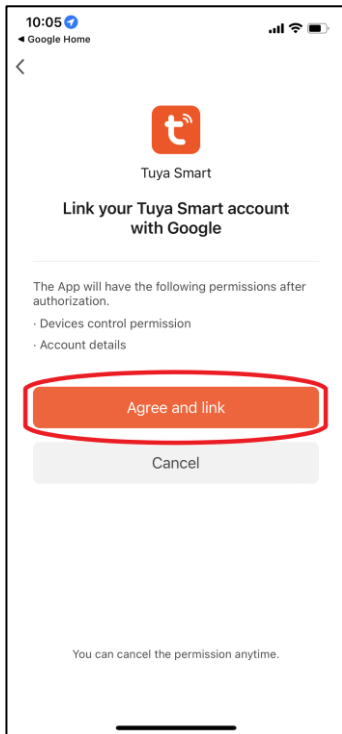 10:05
◀ Google Home
Tuya Smart
Link your Tuya Smart account
with Google
The App will have the following permissions after
authorization.
· Devices control permission
· Account details
Agree and link
Cancel
You can cancel the permission anytime.